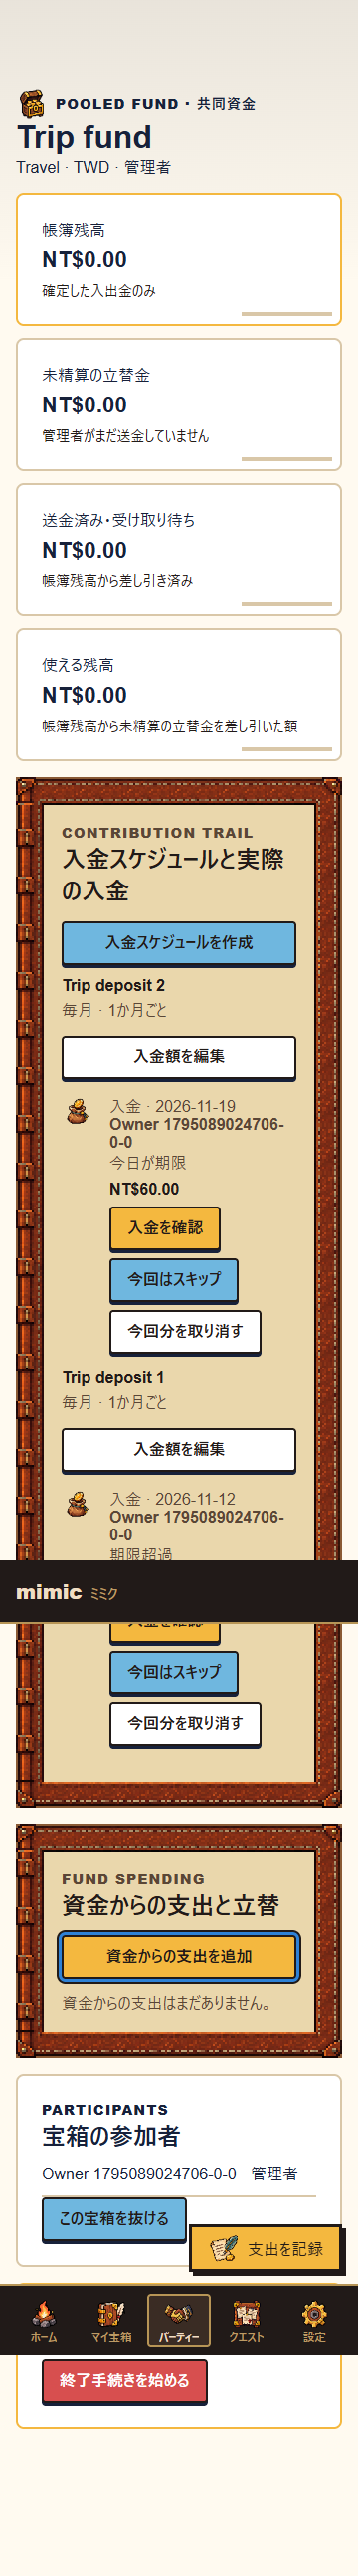 POOLED FUND・共同資金
Trip fund
Travel · TWD · 管理者
帳簿残高
NT$0.00
確定した入出金のみ
未精算の立替金
NT$0.00
管理者がまだ送金していません
送金済み・受け取り待ち
NT$0.00
帳簿残高から差し引き済み
使える残高
NT$0.00
帳簿残高から未精算の立替金を差し引いた額
CONTRIBUTION TRAIL
入金スケジュールと実際
の入金
入金スケジュールを作成
Trip deposit 2
毎月 · 1か月ごと
入金額を編集
入金 · 2026-11-19
Owner 1795089024706-
0-0
今日が期限
NT$60.00
入金を確認
今回はスキップ
今回分を取り消す
Trip deposit 1
毎月 · 1か月ごと
入金額を編集
入金 · 2026-11-12
Owner 1795089024706-
0-0
期限超過
mimic ミミク
今回はスキップ
今回分を取り消す
FUND SPENDING
資金からの支出と立替
資金からの支出を追加
資金からの支出はまだありません。
PARTICIPANTS
宝箱の参加者
Owner 1795089024706-0-0 · 管理者
この宝箱を抜ける
支出を記録
ホーム マイ宝箱 パーティー クエスト 設定
終了手続きを始める